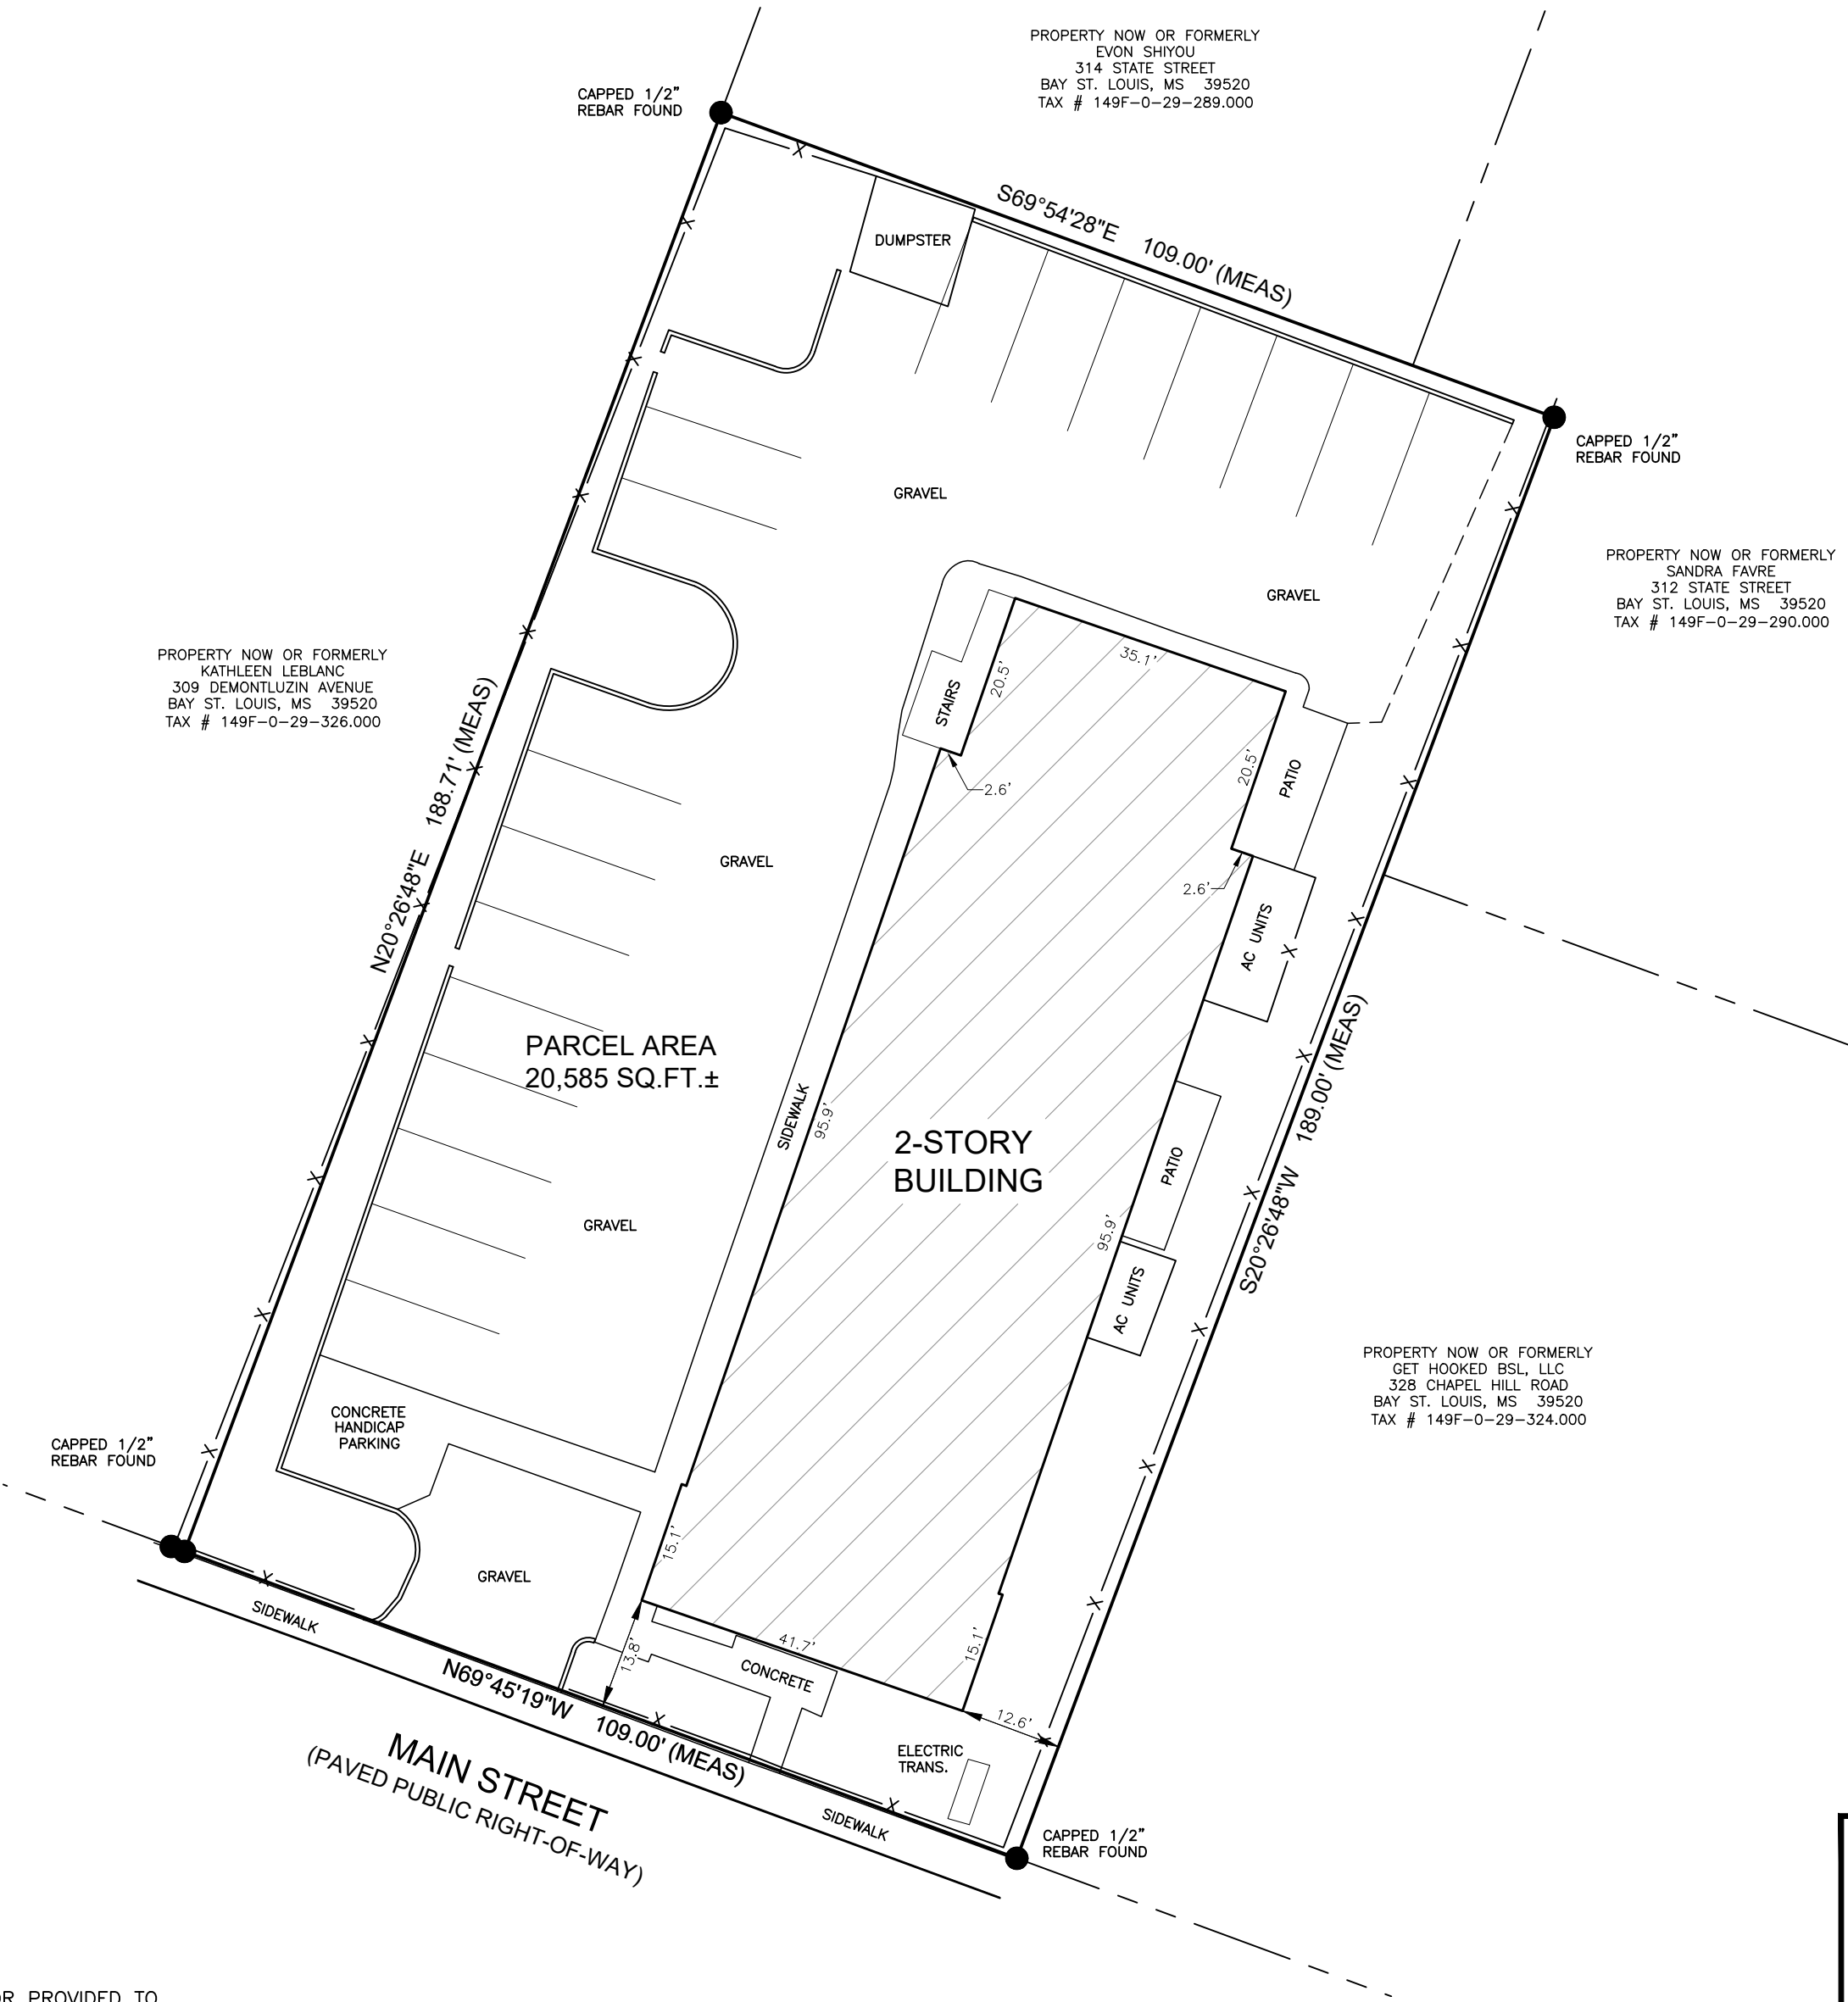 PROPERTY NOW OR FORMERLY
EVON SHIYOU
314 STATE STREET
BAY ST. LOUIS, MS 39520
TAX # 149F-0-29-289.000
CAPPED 1/2"
REBAR FOUND
S69°54'28"E 109.00' (MEAS)
DUMPSTER
CAPPED 1/2"
REBAR FOUND
GRAVEL
GRAVEL
PROPERTY NOW OR FORMERLY
SANDRA FAVRE
312 STATE STREET
BAY ST. LOUIS, MS 39520
TAX # 149F-0-29-290.000
PROPERTY NOW OR FORMERLY
KATHLEEN LEBLANC
309 DEMONTLUZIN AVENUE
BAY ST. LOUIS, MS 39520
TAX # 149F-0-29-326.000
N20°26'48"E 188.71' (MEAS)
STAIRS
20.5'
35.1'
20.5'
PATIO
2.6'
2.6'
GRAVEL
AC UNITS
PARCEL AREA
20,585 SQ.FT.±
SIDEWALK
95.9'
2-STORY
BUILDING
PATIO
95.9'
AC UNITS
S20°26'48"W 189.00' (MEAS)
GRAVEL
PROPERTY NOW OR FORMERLY
GET HOOKED BSL, LLC
328 CHAPEL HILL ROAD
BAY ST. LOUIS, MS 39520
TAX # 149F-0-29-324.000
CONCRETE
HANDICAP
PARKING
CAPPED 1/2"
REBAR FOUND
15.1'
GRAVEL
SIDEWALK
13.8'
41.7'
CONCRETE
15.1'
12.6'
N69°45'19"W 109.00' (MEAS)
ELECTRIC
TRANS.
MAIN STREET
(PAVED PUBLIC RIGHT-OF-WAY)
SIDEWALK
CAPPED 1/2"
REBAR FOUND
OR PROVIDED TO